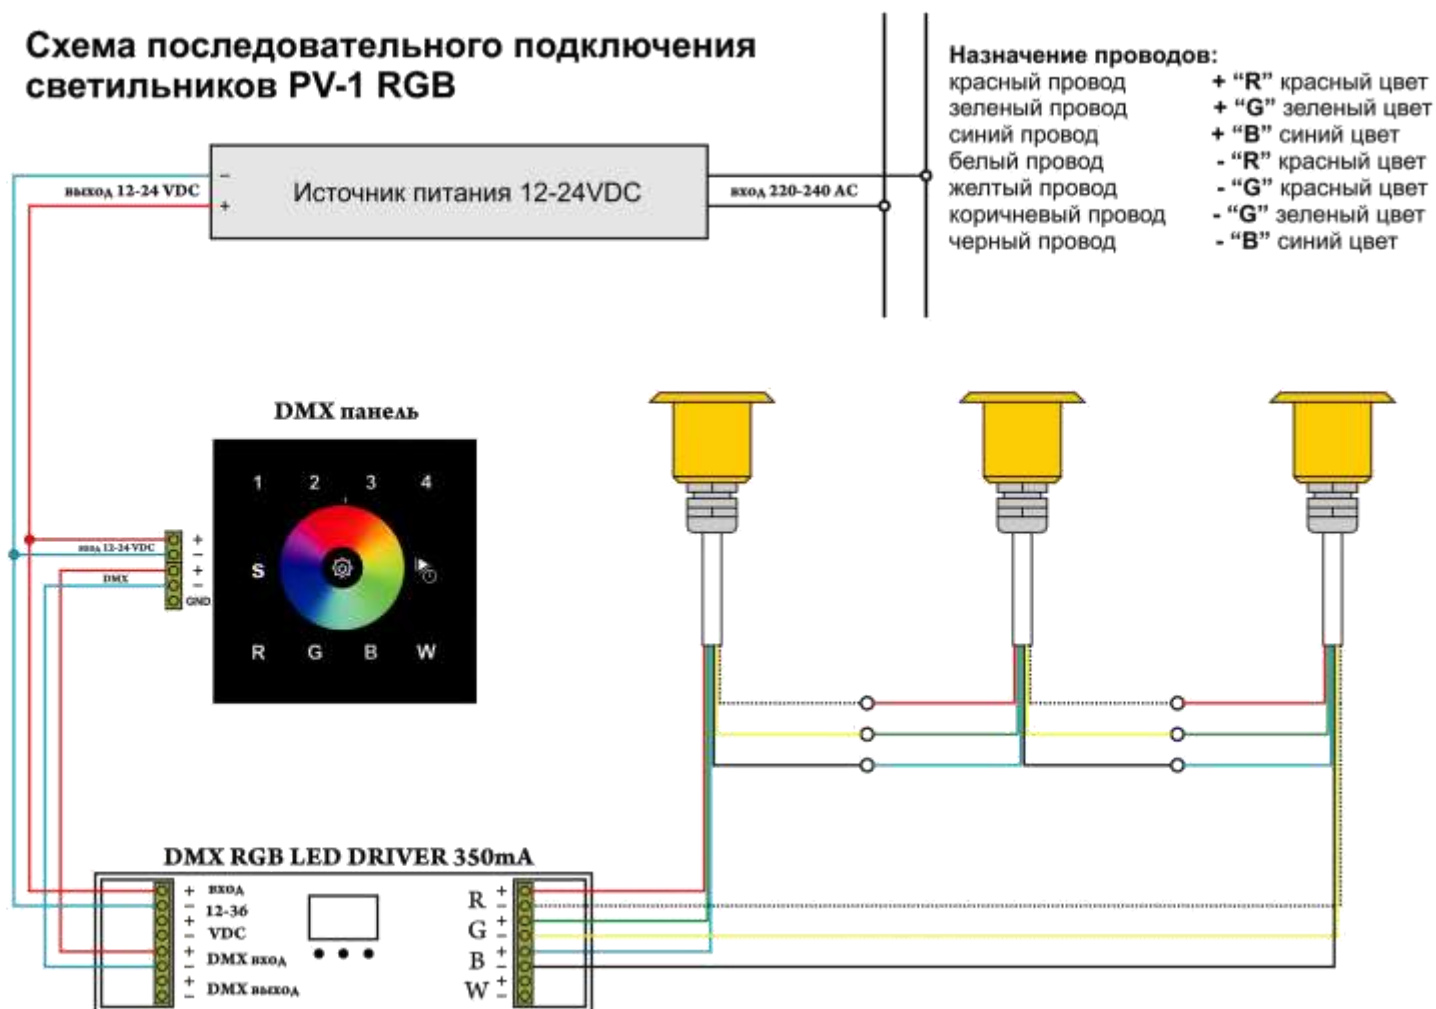 Схема последовательного подключения
светильников PV-1 RGB
Назначение проводов:
красный провод + “R” красный цвет
зеленый провод + “G” зеленый цвет
синий провод + “B” синий цвет
белый провод - “R” красный цвет
желтый провод - “G” красный цвет
коричневый провод - “G” зеленый цвет
черный провод - “B” синий цвет
выход 12-24 VDC
−
+
Источник питания 12-24VDC
вход 220-240 AC
DMX панель
1 2 3 4
S
R G B W
вход 12-24 VDC
+
−
DMX
+
−
GND
DMX RGB LED DRIVER 350mA
+ вход
− 12-36
+
− VDC
+
− DMX вход
+
− DMX выход
R + −
G + −
B + −
W + −